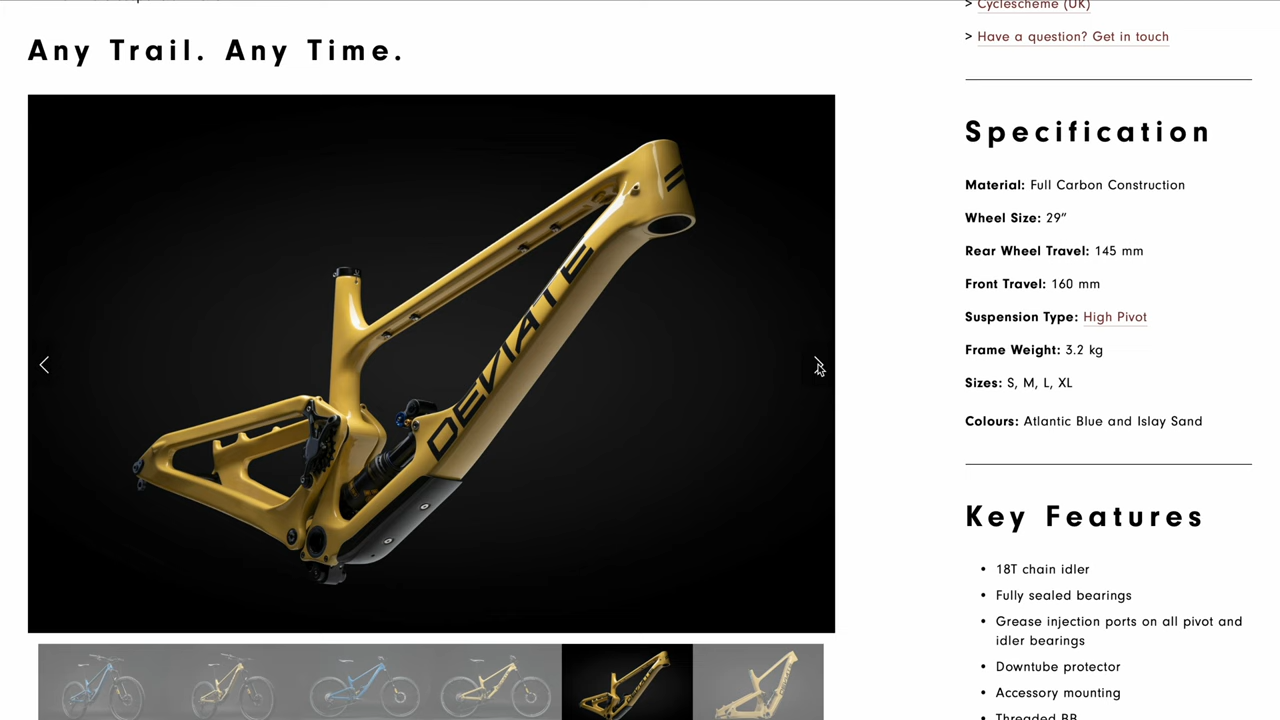 > Cyclescheme (UK)
> Have a question? Get in touch
Any Trail. Any Time.
DEVIATE
Specification
Material: Full Carbon Construction
Wheel Size: 29"
Rear Wheel Travel: 145 mm
Front Travel: 160 mm
Suspension Type: High Pivot
Frame Weight: 3.2 kg
Sizes: S, M, L, XL
Colours: Atlantic Blue and Islay Sand
Key Features
• 18T chain idler
• Fully sealed bearings
• Grease injection ports on all pivot and
idler bearings
• Downtube protector
• Accessory mounting
• Threaded BB